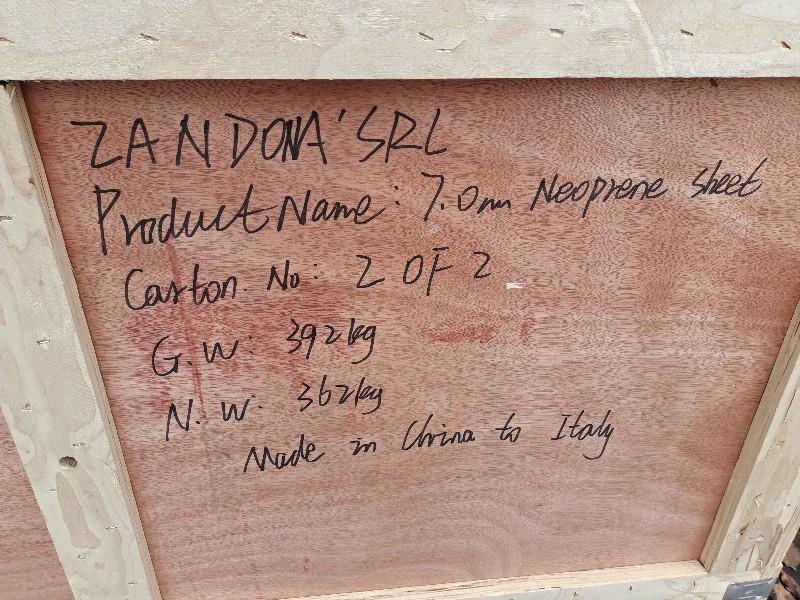 ZANDONA' SRL
Product Name: 7.0mm Neoprene sheet
Carton. No: 2 OF 2
G.W: 392kg
N.W: 362kg
Made in China to Italy